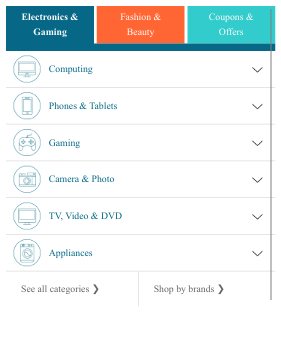 Electronics &
Gaming
Fashion &
Beauty
Coupons &
Offers
Computing
Phones & Tablets
Gaming
Camera & Photo
TV, Video & DVD
Appliances
See all categories ❯
Shop by brands ❯